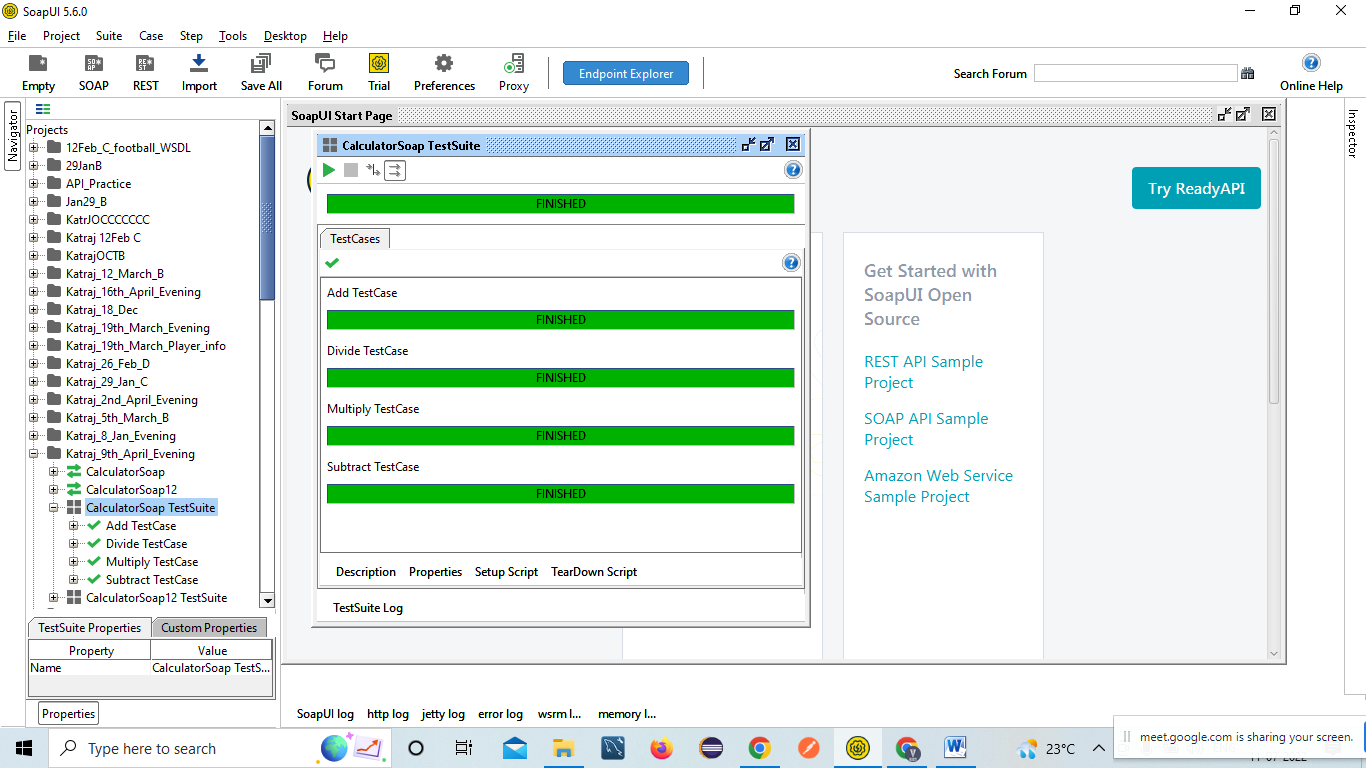 SoapUI 5.6.0
File Project Suite Case Step Tools Desktop Help
Empty SOAP REST Import Save All Forum Trial Preferences Proxy Endpoint Explorer Search Forum Online Help
Navigator
Projects
12Feb_C_football_WSDL
29JanB
API_Practice
Jan29_B
KatrJOCCCCCCC
Katraj 12Feb C
KatrajOCTB
Katraj_12_March_B
Katraj_16th_April_Evening
Katraj_18_Dec
Katraj_19th_March_Evening
Katraj_19th_March_Player_info
Katraj_26_Feb_D
Katraj_29_Jan_C
Katraj_2nd_April_Evening
Katraj_5th_March_B
Katraj_8_Jan_Evening
Katraj_9th_April_Evening
CalculatorSoap
CalculatorSoap12
CalculatorSoap TestSuite
Add TestCase
Divide TestCase
Multiply TestCase
Subtract TestCase
CalculatorSoap12 TestSuite
TestSuite Properties Custom Properties
Property Value
Name CalculatorSoap TestS...
Properties
SoapUI Start Page
CalculatorSoap TestSuite
FINISHED
TestCases
Add TestCase
FINISHED
Divide TestCase
FINISHED
Multiply TestCase
FINISHED
Subtract TestCase
FINISHED
Description Properties Setup Script TearDown Script
TestSuite Log
Try ReadyAPI
Get Started with
SoapUI Open
Source
REST API Sample
Project
SOAP API Sample
Project
Amazon Web Service
Sample Project
Inspector
SoapUI log http log jetty log error log wsrm l... memory l...
meet.google.com is sharing your screen.
Type here to search
23°C